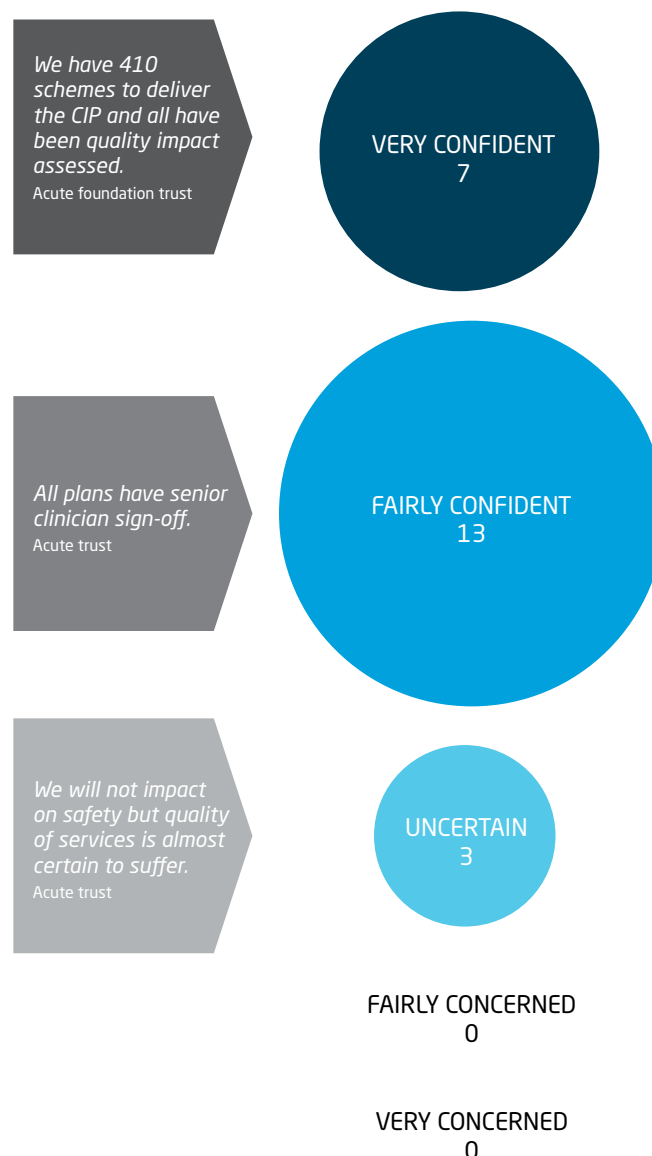 We have 410
schemes to deliver
the CIP and all have
been quality impact
assessed.
Acute foundation trust
VERY CONFIDENT
7
All plans have senior
clinician sign-off.
Acute trust
FAIRLY CONFIDENT
13
We will not impact
on safety but quality
of services is almost
certain to suffer.
Acute trust
UNCERTAIN
3
FAIRLY CONCERNED
0
VERY CONCERNED
0